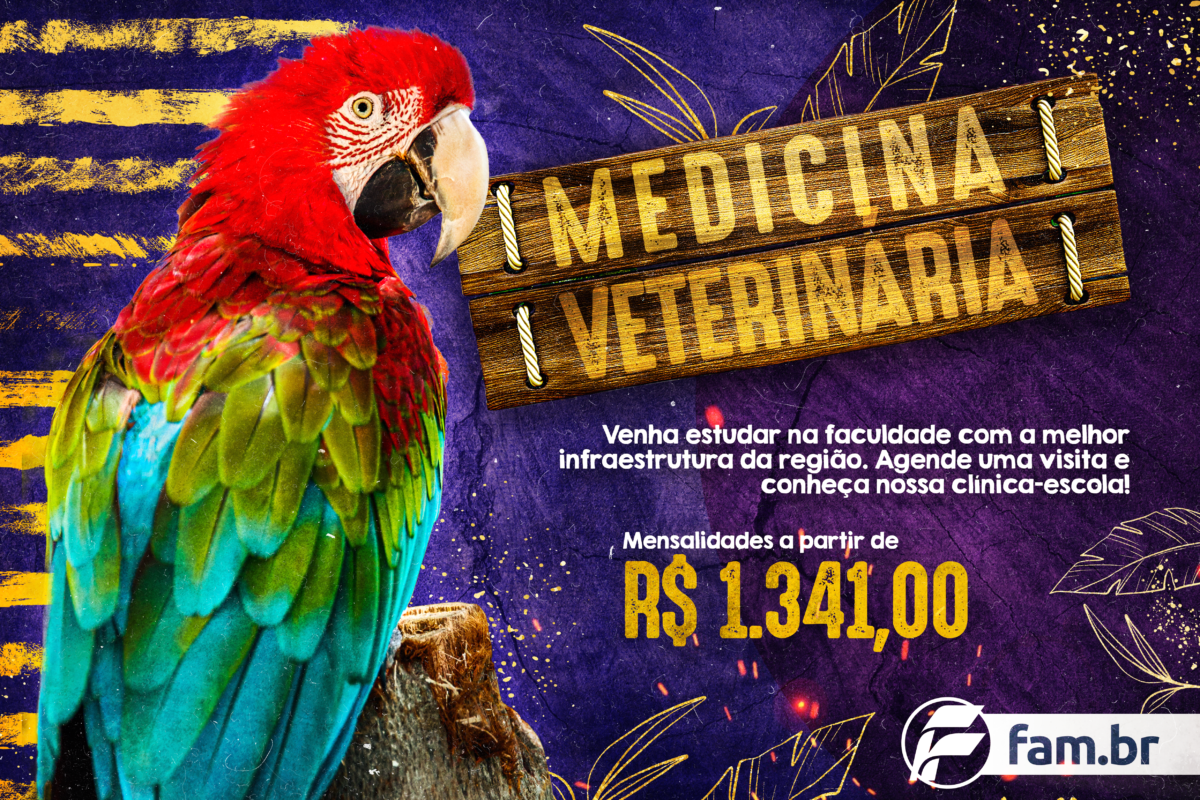 MEDICINA
VETERINÁRIA
Venha estudar na faculdade com a melhor
infraestrutura da região. Agende uma visita e
conheça nossa clínica-escola!
Mensalidades a partir de
R$ 1.341,00
fam.br